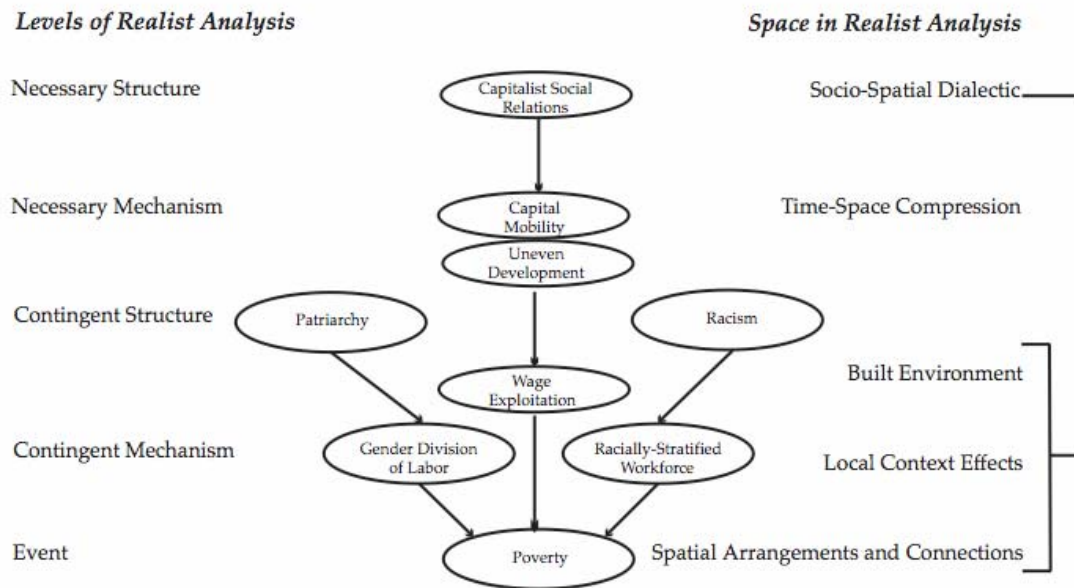 Levels of Realist Analysis
Space in Realist Analysis
Necessary Structure
Capitalist Social
Relations
Socio-Spatial Dialectic
Necessary Mechanism
Capital
Mobility
Time-Space Compression
Uneven
Development
Contingent Structure
Patriarchy
Racism
Wage
Exploitation
Built Environment
Contingent Mechanism
Gender Division
of Labor
Racially-Stratified
Workforce
Local Context Effects
Event
Poverty
Spatial Arrangements and Connections